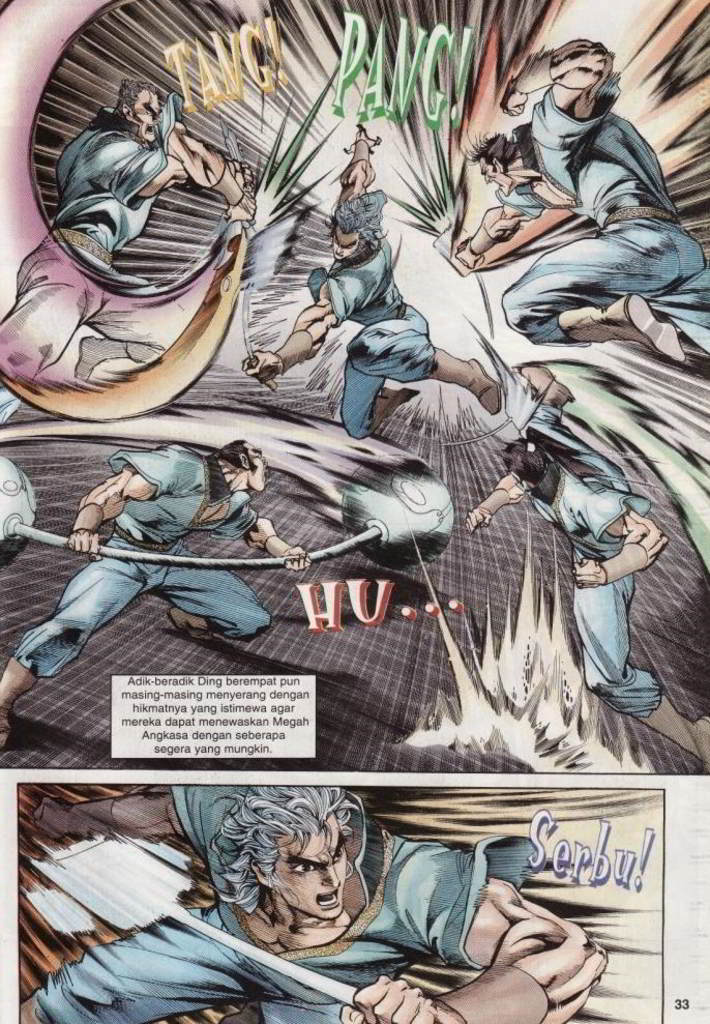 TANG!
PANG!
HU...
Adik-beradik Ding berempat pun
masing-masing menyerang dengan
hikmatnya yang istimewa agar
mereka dapat menewaskan Megah
Angkasa dengan seberapa
segera yang mungkin.
Serbu!
33